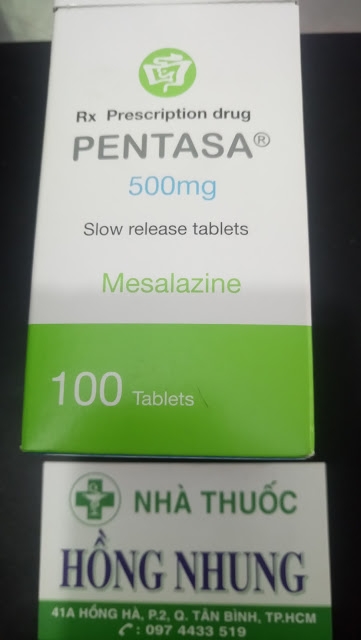 Rx Prescription drug
PENTASA®
500mg
Slow release tablets
Mesalazine
100 Tablets
NHÀ THUỐC
HỒNG NHUNG
41A HỒNG HÀ, P.2, Q. TÂN BÌNH, TP.HCM
: 097 4433 519